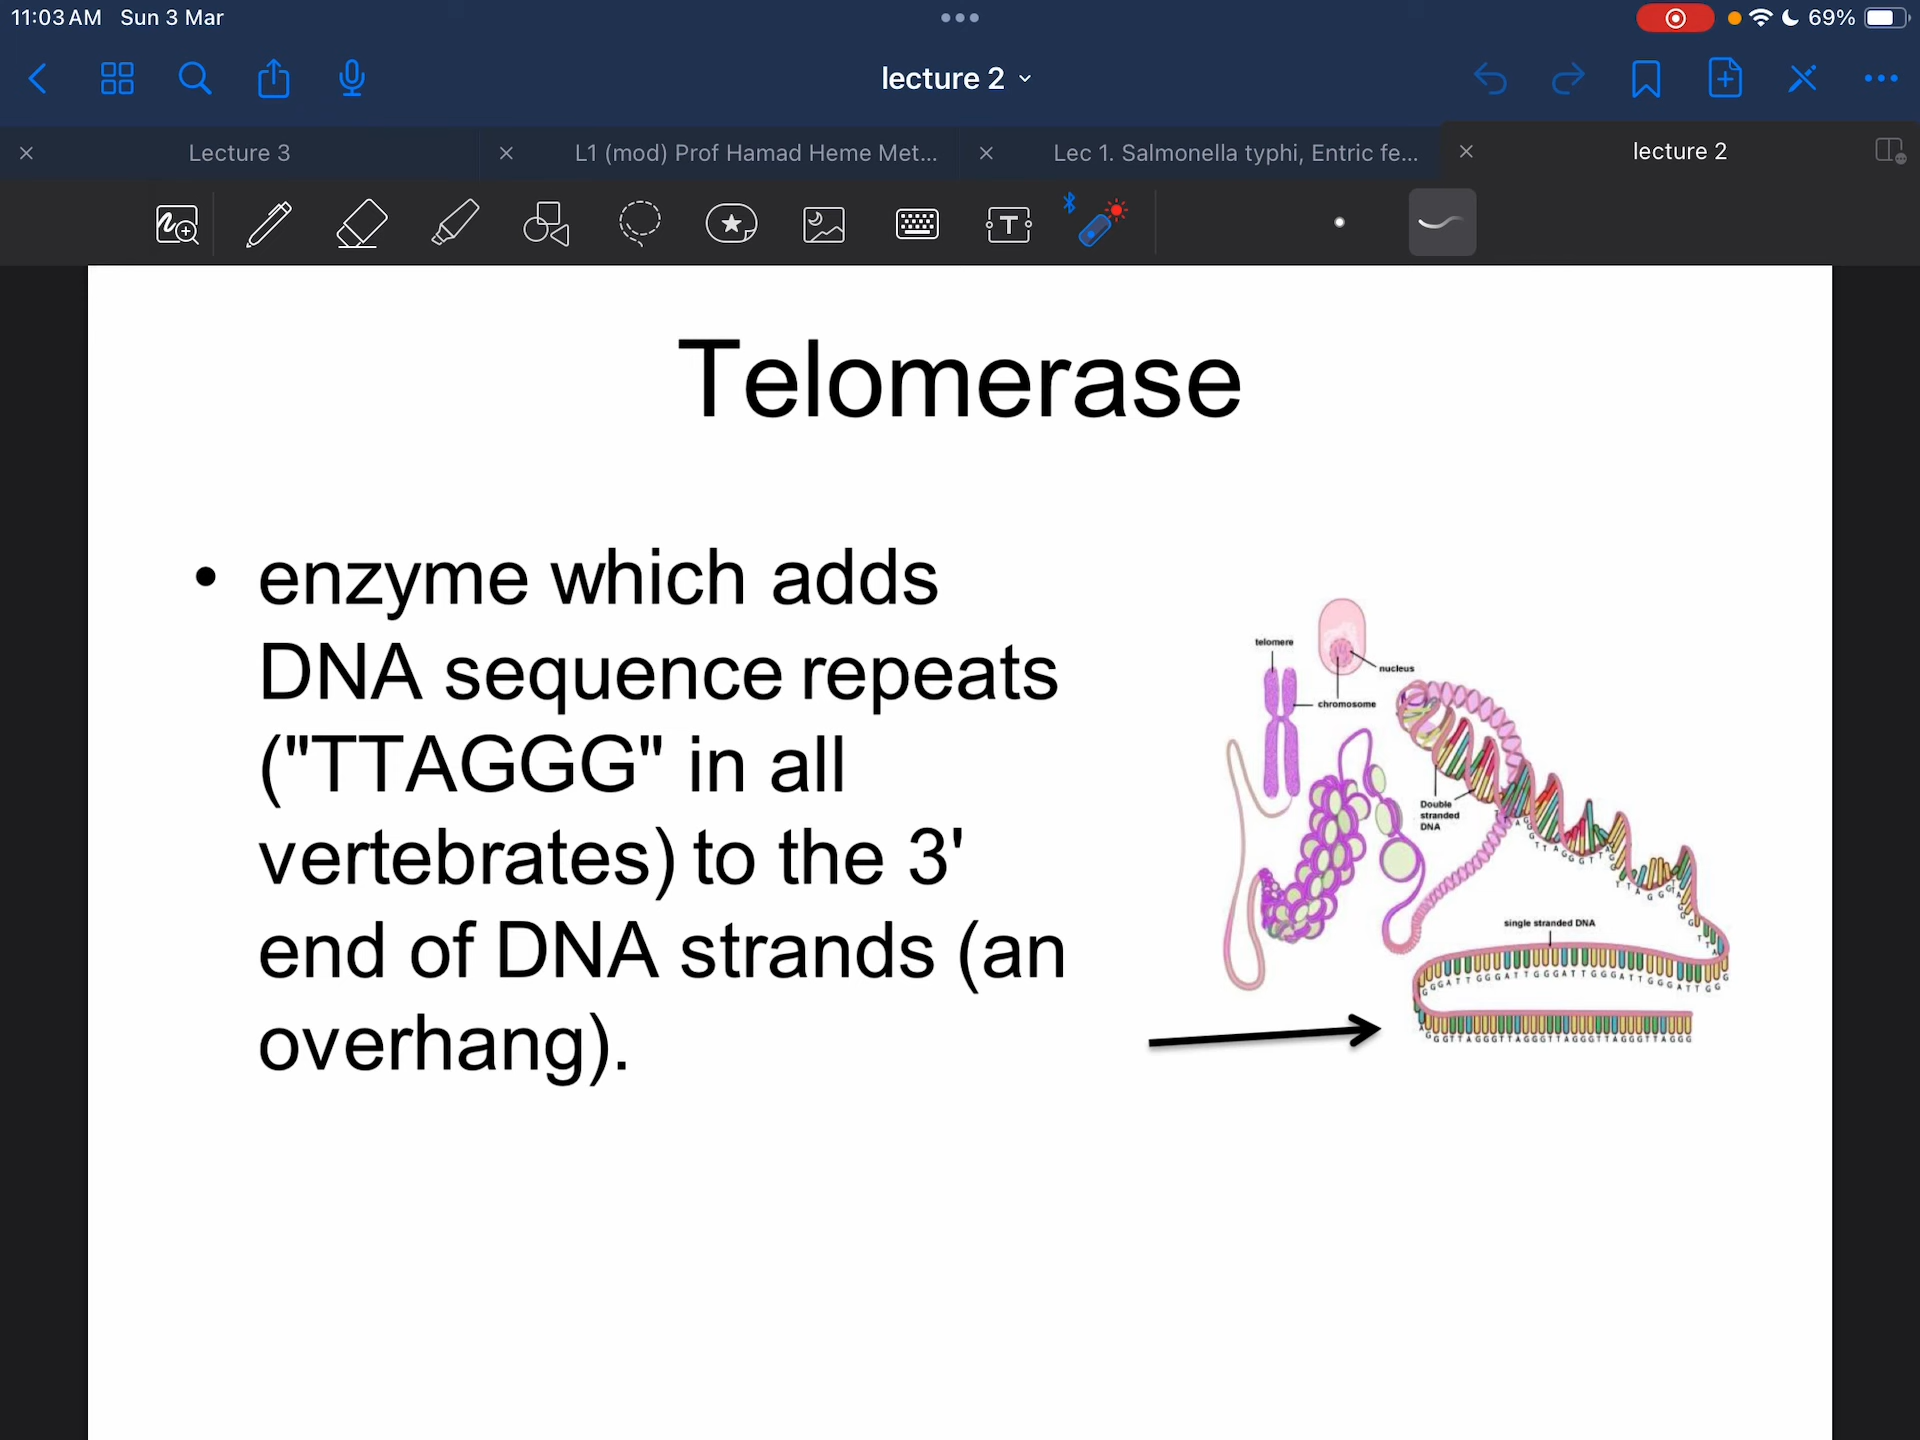 11:03 AM Sun 3 Mar
69%
lecture 2
Lecture 3
L1 (mod) Prof Hamad Heme Met...
Lec 1. Salmonella typhi, Entric fe...
lecture 2
Telomerase
• enzyme which adds
DNA sequence repeats
("TTAGGG" in all
vertebrates) to the 3'
end of DNA strands (an
overhang).
telomere
nucleus
chromosome
Double
stranded
DNA
single stranded DNA